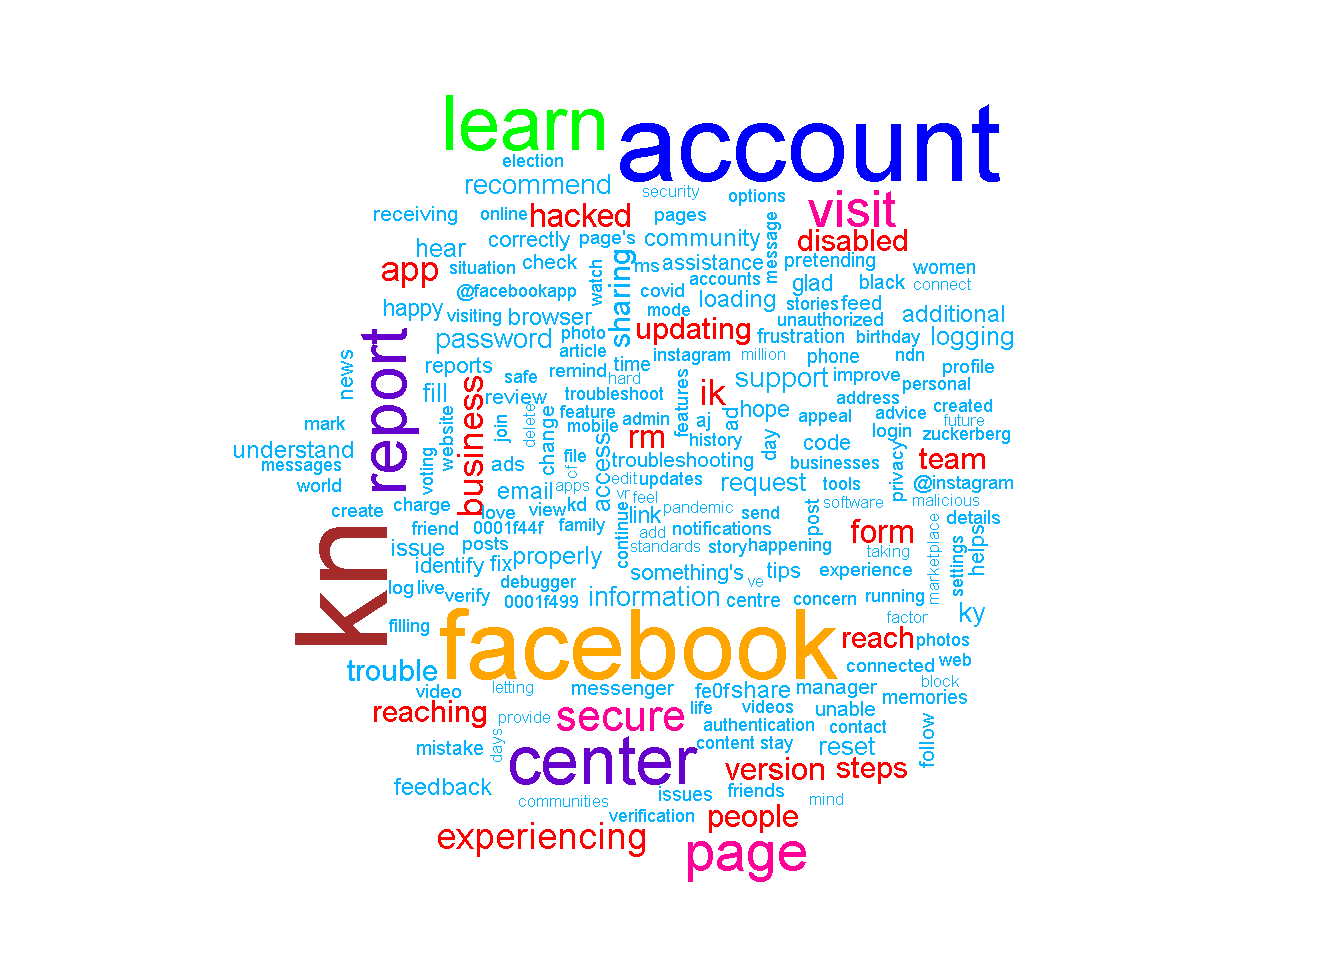 learn
account
election
recommend
security
options
visit
receiving
online
hacked
pages
message
disabled
hear
correctly
page's
community
app
situation
check
watch
sharing
ms
assistance
pretending
women
@facebookapp
covid
accounts
loading
glad
black
connect
happy
visiting
browser
mode
stories
feed
additional
password
photo
updating
unauthorized
frustration
birthday
logging
report
news
article
time
instagram
million
phone
ndn
profile
reports
safe
remind
hard
features
ik
support
improve
personal
fill
business
review
troubleshoot
ad
hope
address
created
mark
website
join
delete
change
feature
mobile
admin
aj
history
day
appeal
advice
future
understand
voting
access
rm
code
login
zuckerberg
messages
ads
file
cf
troubleshooting
businesses
privacy
team
world
email
apps
edit
updates
request
tools
@instagram
create
charge
love
view
kd
vr
feel
link
pandemic
send
post
software
malicious
kn
friend
0001f44f
family
continue
add
notifications
form
details
issue
posts
properly
standards
story
happening
taking
marketplace
settings
helps
identify
fix
something's
tips
experience
log
live
verify
debugger
0001f499
information
ve
centre
concern
running
ky
filling
facebook
factor
reach
photos
trouble
connected
web
video
letting
messenger
fe0f
share
manager
block
memories
reaching
provide
secure
life
videos
unable
authentication
contact
follow
mistake
days
center
content
stay
reset
feedback
version
steps
communities
issues
friends
mind
verification
people
experiencing
page